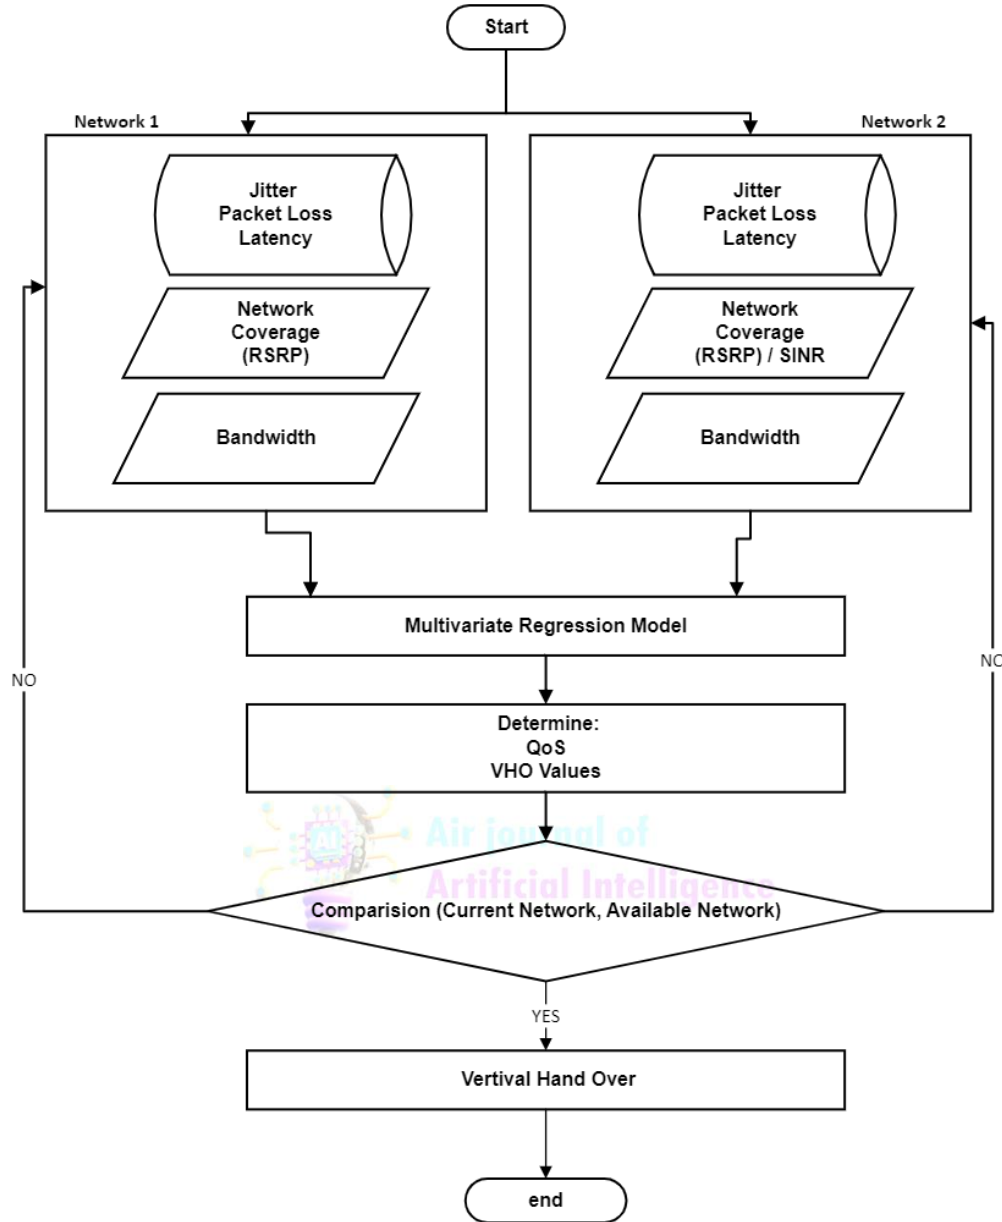 Start
Network 1
Network 2
Jitter
Packet Loss
Latency
Network
Coverage
(RSRP)
Bandwidth
Jitter
Packet Loss
Latency
Network
Coverage
(RSRP) / SINR
Bandwidth
Multivariate Regression Model
NO
NO
Determine:
QoS
VHO Values
AI
Air journal of
Artificial Intelligence
Comparision (Current Network, Available Network)
YES
Vertival Hand Over
end